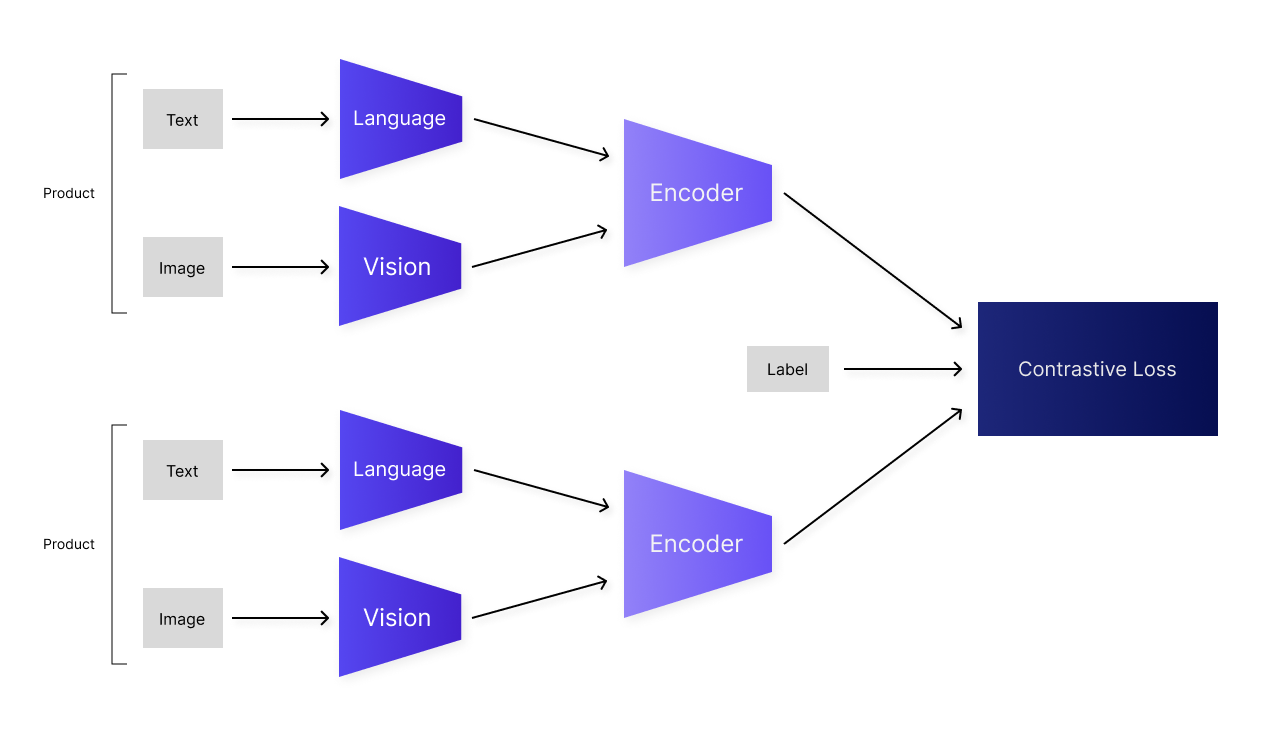 Product
Text
Language
Image
Vision
Encoder
Label
Contrastive Loss
Product
Text
Language
Image
Vision
Encoder